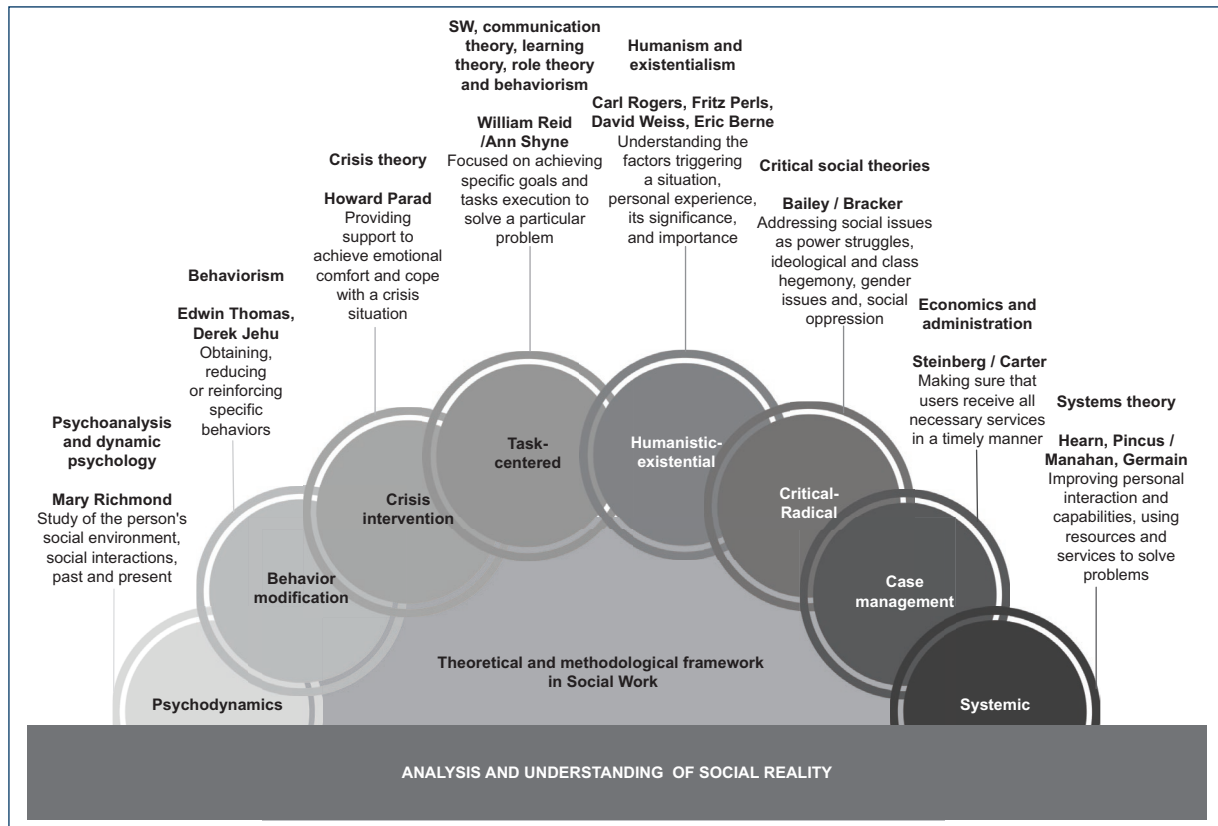 Psychoanalysis
and dynamic
psychology
Mary Richmond
Study of the person's
social environment,
social interactions,
past and present
Psychodynamics
Behaviorism
Edwin Thomas,
Derek Jehu
Obtaining,
reducing
or reinforcing
specific
behaviors
Behavior
modification
Crisis theory
Howard Parad
Providing
support to
achieve emotional
comfort and cope
with a crisis
situation
Crisis
intervention
SW, communication
theory, learning
theory, role theory
and behaviorism
William Reid
/Ann Shyne
Focused on achieving
specific goals and
tasks execution to
solve a particular
problem
Task-
centered
Humanism and
existentialism
Carl Rogers, Fritz Perls,
David Weiss, Eric Berne
Understanding the
factors triggering
a situation,
personal experience,
its significance,
and importance
Humanistic-
existential
Critical social theories
Bailey / Bracker
Addressing social issues
as power struggles,
ideological and class
hegemony, gender
issues and, social
oppression
Critical-
Radical
Economics and
administration
Steinberg / Carter
Making sure that
users receive all
necessary services
in a timely manner
Case
management
Systems theory
Hearn, Pincus /
Manahan, Germain
Improving personal
interaction and
capabilities, using
resources and
services to solve
problems
Systemic
Theoretical and methodological framework
in Social Work
ANALYSIS AND UNDERSTANDING OF SOCIAL REALITY